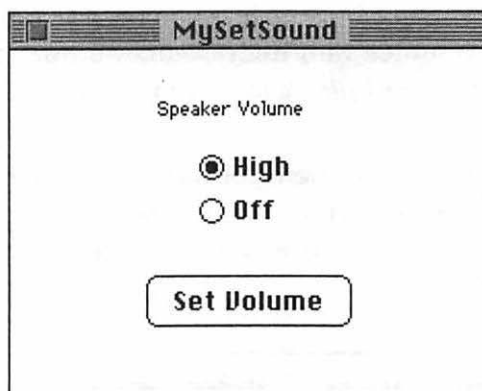 MySetSound
Speaker Volume
High
Off
Set Volume